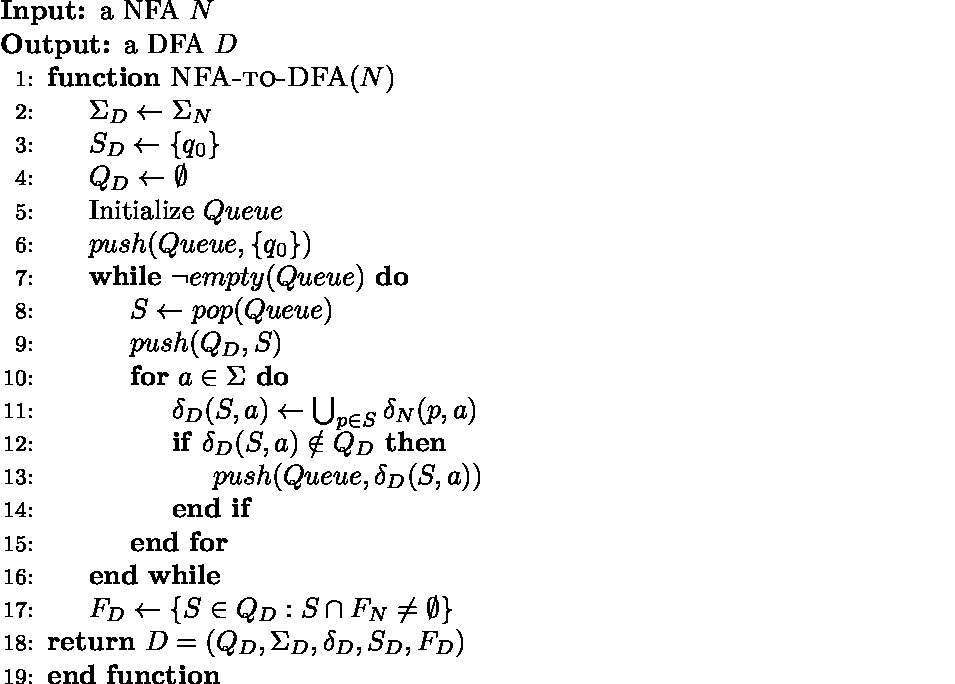 Input: a NFA N
Output: a DFA D
1: function NFA-TO-DFA(N)
2: Σ_D ← Σ_N
3: S_D ← {q_0}
4: Q_D ← ∅
5: Initialize Queue
6: push(Queue, {q_0})
7: while ¬empty(Queue) do
8: S ← pop(Queue)
9: push(Q_D, S)
10: for a ∈ Σ do
11: δ_D(S, a) ← ⋃_{p∈S} δ_N(p, a)
12: if δ_D(S, a) ∉ Q_D then
13: push(Queue, δ_D(S, a))
14: end if
15: end for
16: end while
17: F_D ← {S ∈ Q_D : S ∩ F_N ≠ ∅}
18: return D = (Q_D, Σ_D, δ_D, S_D, F_D)
19: end function